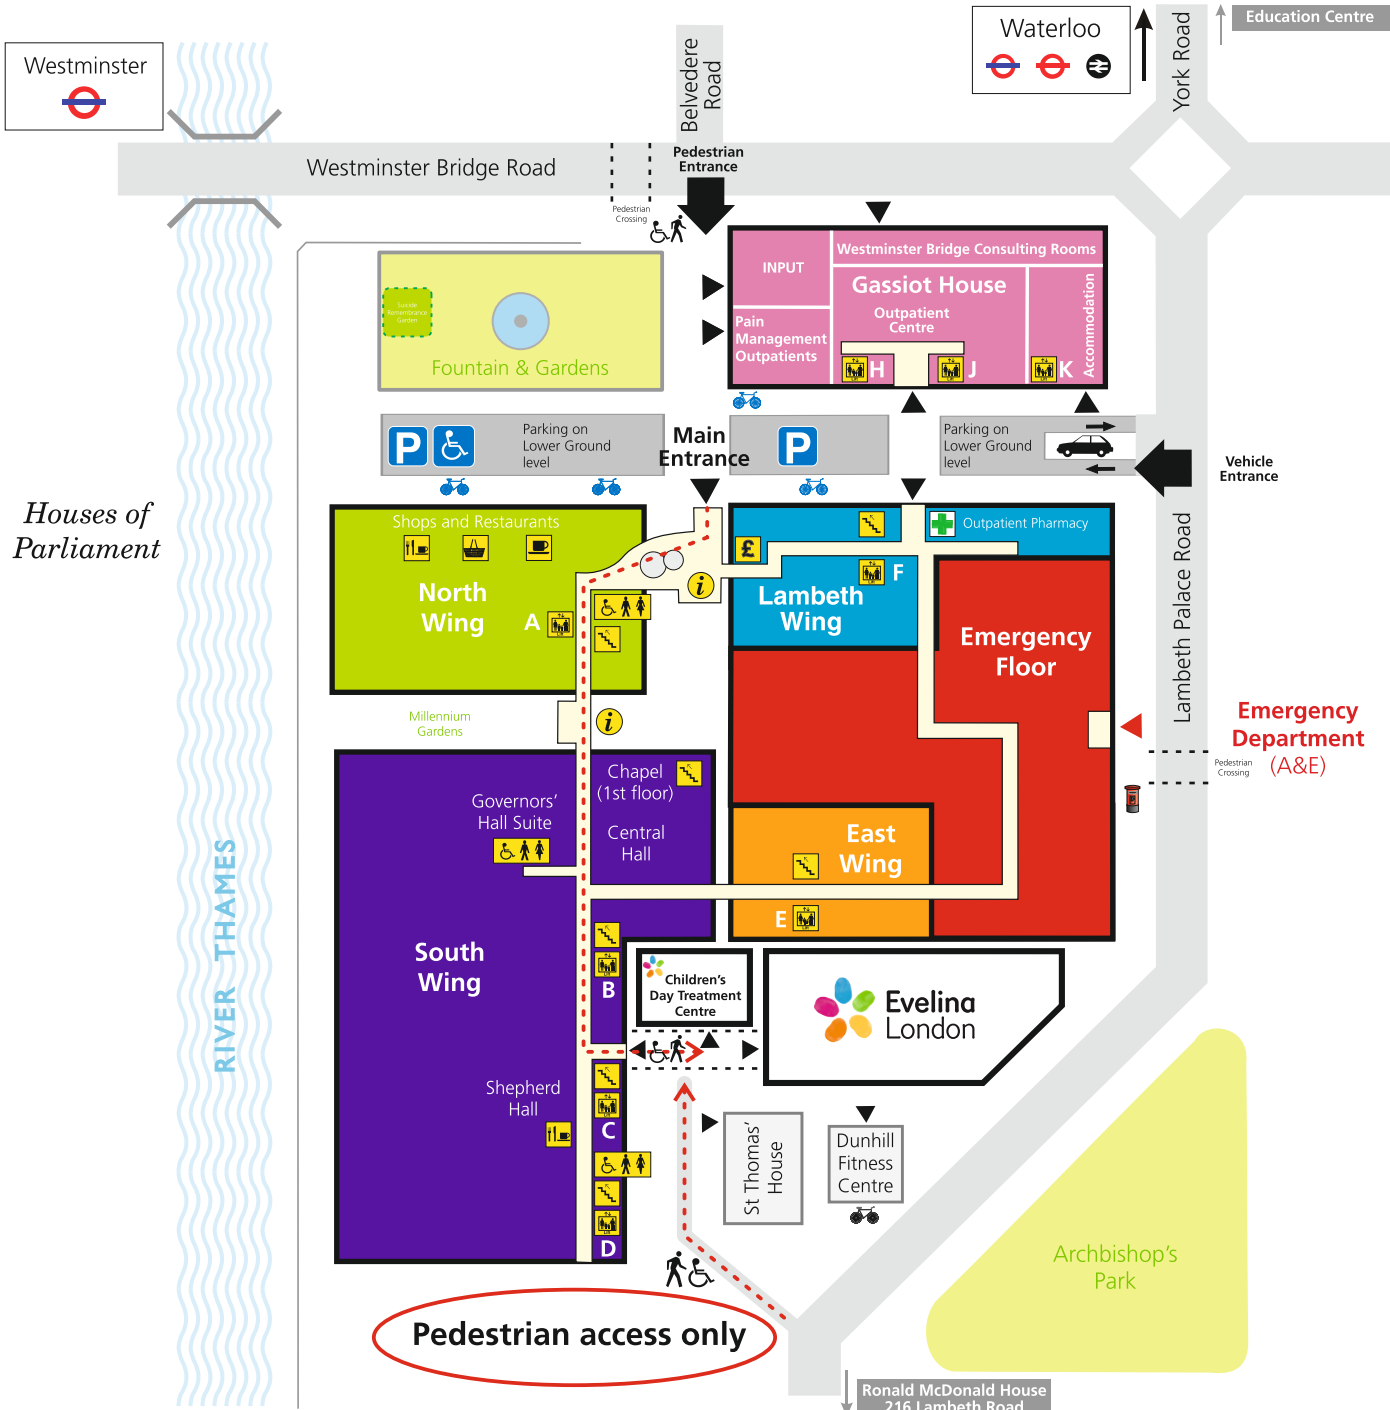 Education Centre
Waterloo
York Road
Westminster
Belvedere
Road
Pedestrian
Entrance
Westminster Bridge Road
Pedestrian
Crossing
INPUT
Westminster Bridge Consulting Rooms
Gassiot House
Outpatient
Centre
Accommodation
Pain
Management
Outpatients
H
J
K
Suicide
Remembrance
Garden
Fountain & Gardens
P
Parking on
Lower Ground
level
Main
Entrance
P
Parking on
Lower Ground
level
Vehicle
Entrance
Houses of
Parliament
Shops and Restaurants
North
Wing
A
i
£
Outpatient Pharmacy
F
Lambeth
Wing
Emergency
Floor
Lambeth Palace Road
Emergency
Department
(A&E)
Pedestrian
Crossing
Millennium
Gardens
i
Chapel
(1st floor)
Governors’
Hall Suite
Central
Hall
East
Wing
E
RIVER THAMES
South
Wing
B
Children’s
Day Treatment
Centre
Evelina
London
Shepherd
Hall
C
D
St Thomas’
House
Dunhill
Fitness
Centre
Archbishop’s
Park
Pedestrian access only
Ronald McDonald House
216 Lambeth Road